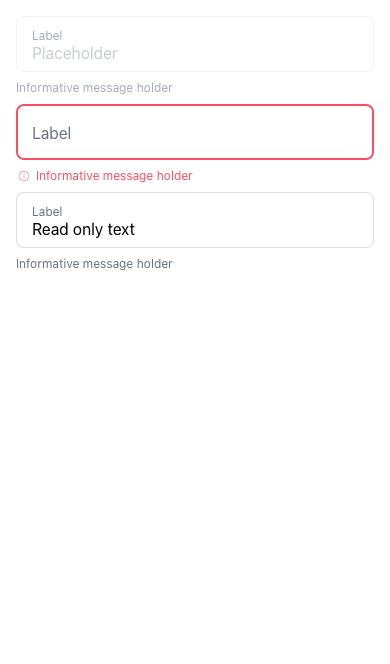 Label
Placeholder
Informative message holder
Label
Informative message holder
Label
Read only text
Informative message holder